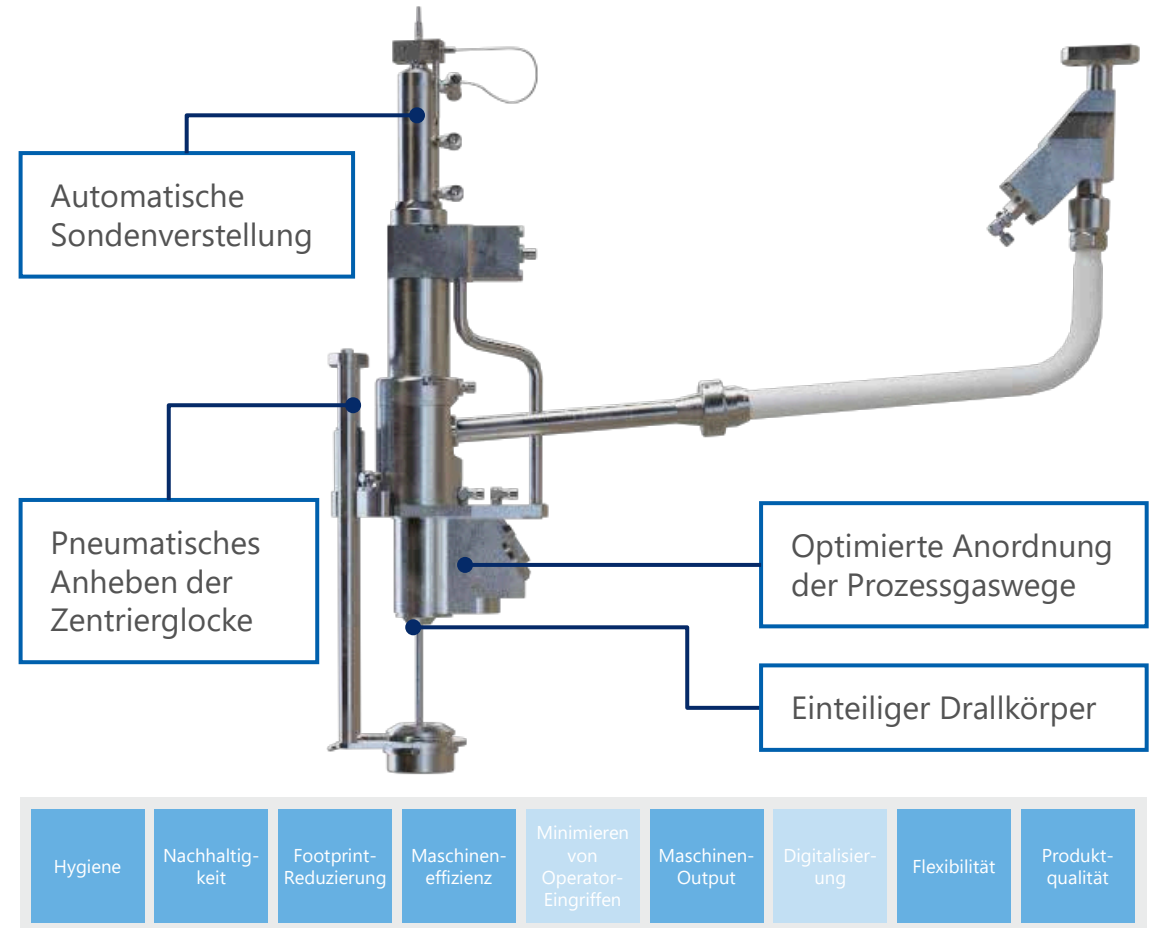 Automatische
Sondenverstellung
Pneumatisches
Anheben der
Zentrierglocke
Optimierte Anordnung
der Prozessgaswege
Einteiliger Drallkörper
Hygiene
Nachhaltig-
keit
Footprint-
Reduzierung
Maschinen-
effizienz
Minimieren
von
Operator-
Eingriffen
Maschinen-
Output
Digitalisier-
ung
Flexibilität
Produkt-
qualität